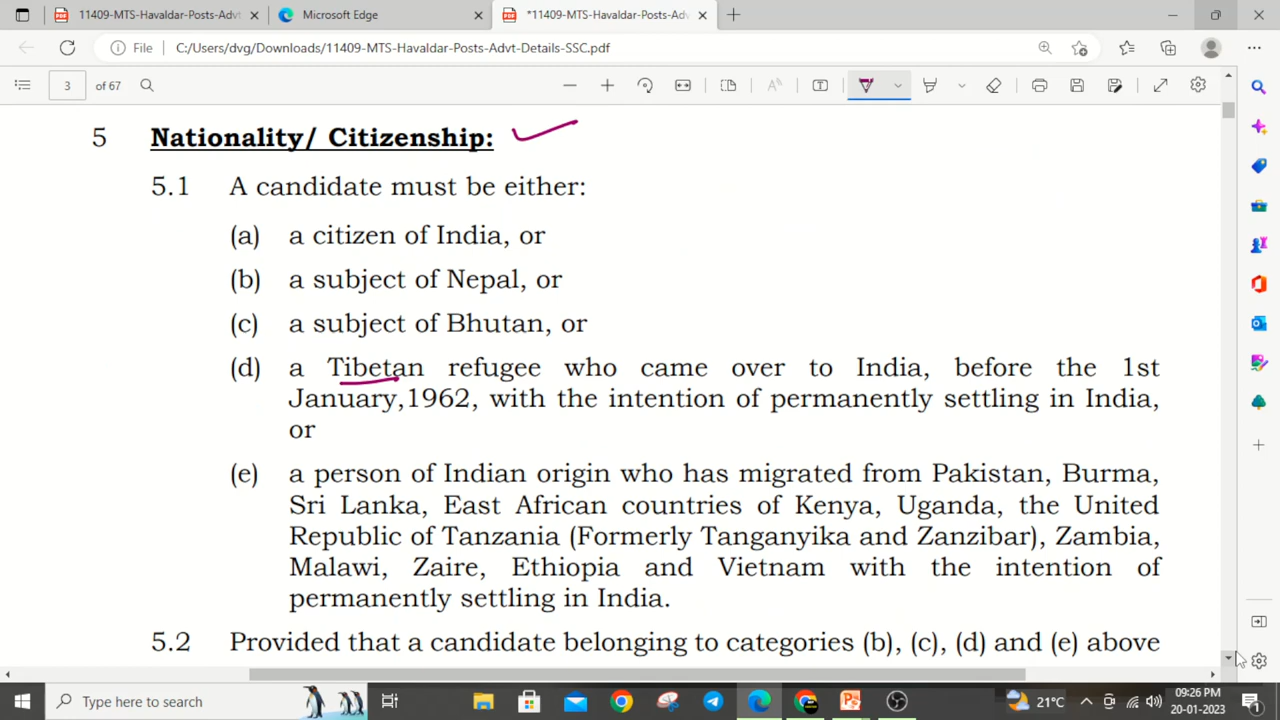 11409-MTS-Havaldar-Posts-Advt
Microsoft Edge
*11409-MTS-Havaldar-Posts-Adv
File
C:/Users/dvg/Downloads/11409-MTS-Havaldar-Posts-Advt-Details-SSC.pdf
3 of 67
5 Nationality/ Citizenship:
5.1 A candidate must be either:
(a) a citizen of India, or
(b) a subject of Nepal, or
(c) a subject of Bhutan, or
(d) a Tibetan refugee who came over to India, before the 1st
January,1962, with the intention of permanently settling in India,
or
(e) a person of Indian origin who has migrated from Pakistan, Burma,
Sri Lanka, East African countries of Kenya, Uganda, the United
Republic of Tanzania (Formerly Tanganyika and Zanzibar), Zambia,
Malawi, Zaire, Ethiopia and Vietnam with the intention of
permanently settling in India.
5.2 Provided that a candidate belonging to categories (b), (c), (d) and (e) above
Type here to search
21°C
09:26 PM
20-01-2023